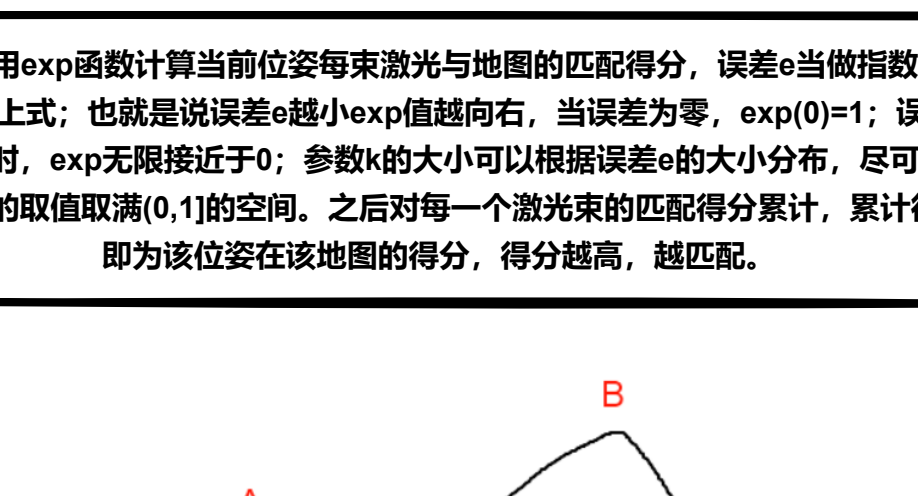 用exp函数计算当前位姿每束激光与地图的匹配得分，误差e当做指数
上式；也就是说误差e越小exp值越向右，当误差为零，exp(0)=1；误
时，exp无限接近于0；参数k的大小可以根据误差e的大小分布，尽可
的取值取满(0,1]的空间。之后对每一个激光束的匹配得分累计，累计得
即为该位姿在该地图的得分，得分越高，越匹配。
B
A